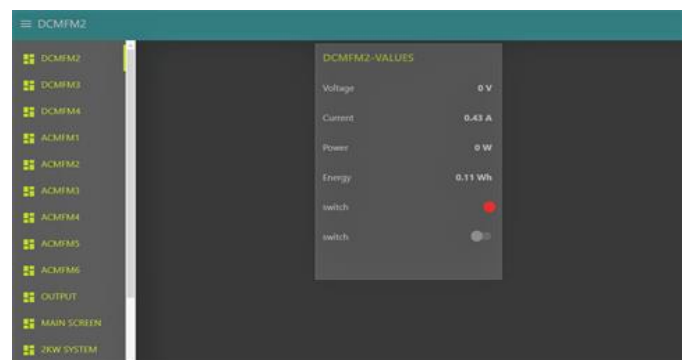 DCMFM2
DCMFM2
DCMFM3
DCMFM4
ACMFM1
ACMFM2
ACMFM3
ACMFM4
ACMFM5
ACMFM6
OUTPUT
MAIN SCREEN
2KW SYSTEM
DCMFM2-VALUES
Voltage 0 V
Current 0.43 A
Power 0 W
Energy 0.11 Wh
switch
switch